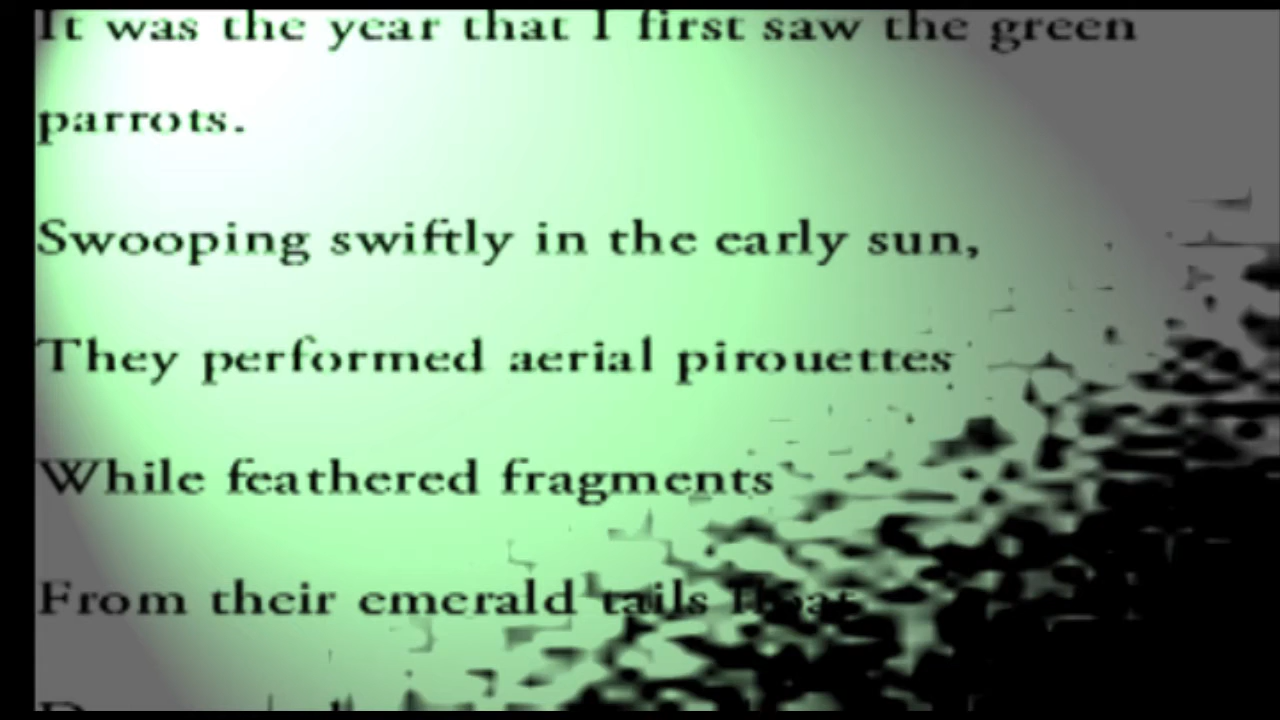 It was the year that I first saw the green
parrots.
Swooping swiftly in the early sun,
They performed aerial pirouettes
While feathered fragments
From their emerald tails float